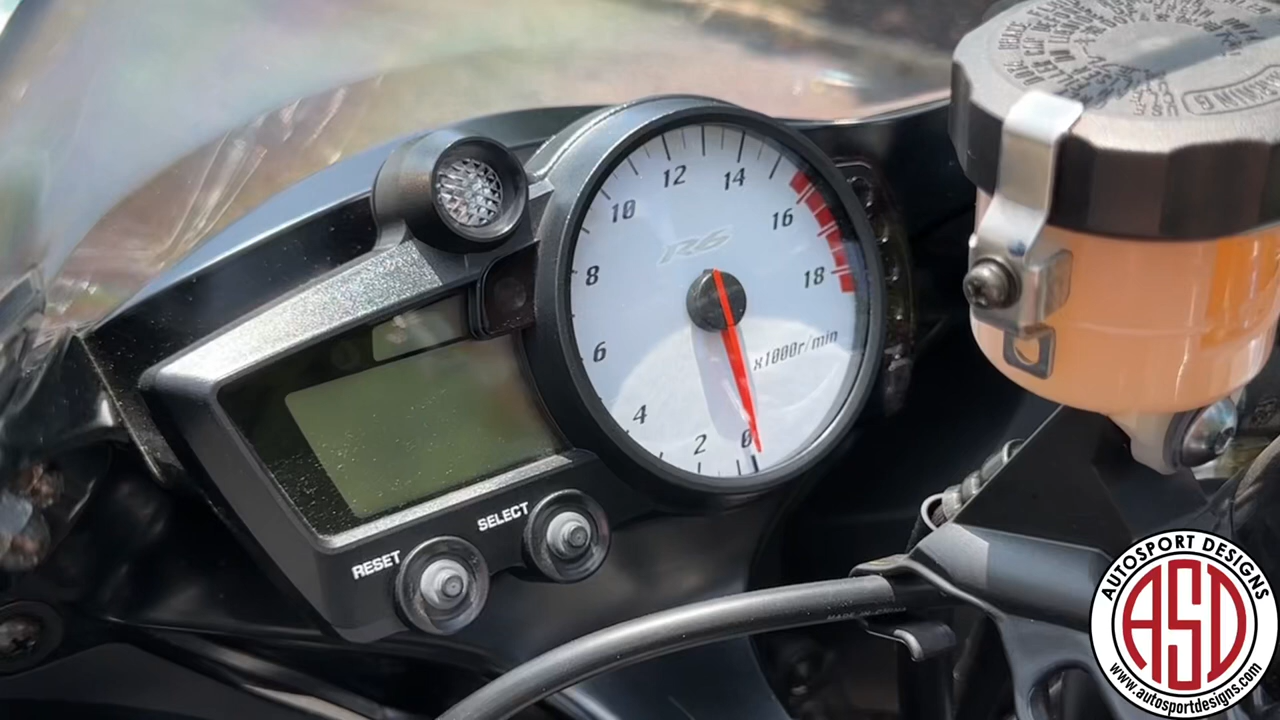 12
14
10
16
R6
8
18
x1000r/min
6
4
2
0
SELECT
RESET
WARNING
AUTOSPORT DESIGNS
ASD
www.autosportdesigns.com